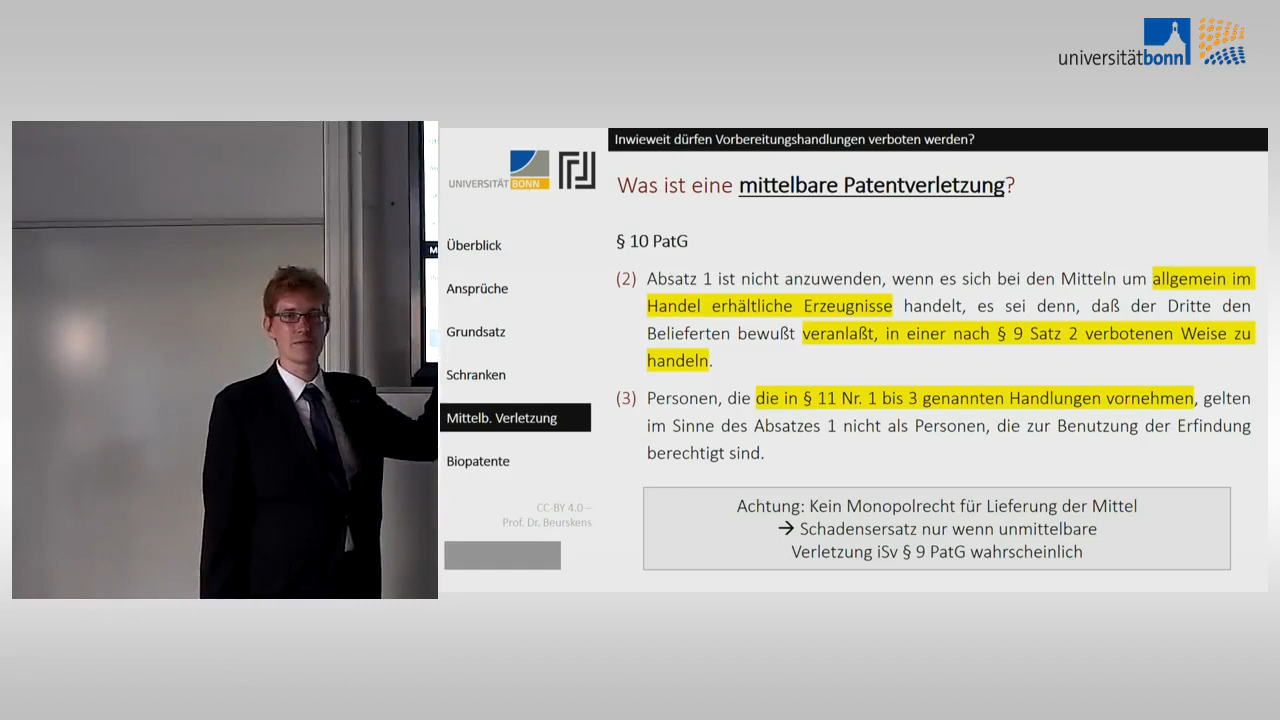 universitätbonn
Inwieweit dürfen Vorbereitungshandlungen verboten werden?
UNIVERSITÄT BONN
Was ist eine mittelbare Patentverletzung?
Überblick
Ansprüche
Grundsatz
Schranken
Mittelb. Verletzung
Biopatente
CC-BY 4.0 –
Prof. Dr. Beurskens
§ 10 PatG
(2) Absatz 1 ist nicht anzuwenden, wenn es sich bei den Mitteln um allgemein im
Handel erhältliche Erzeugnisse handelt, es sei denn, daß der Dritte den
Belieferten bewußt veranlaßt, in einer nach § 9 Satz 2 verbotenen Weise zu
handeln.
(3) Personen, die die in § 11 Nr. 1 bis 3 genannten Handlungen vornehmen, gelten
im Sinne des Absatzes 1 nicht als Personen, die zur Benutzung der Erfindung
berechtigt sind.
Achtung: Kein Monopolrecht für Lieferung der Mittel
→ Schadensersatz nur wenn unmittelbare
Verletzung iSv § 9 PatG wahrscheinlich